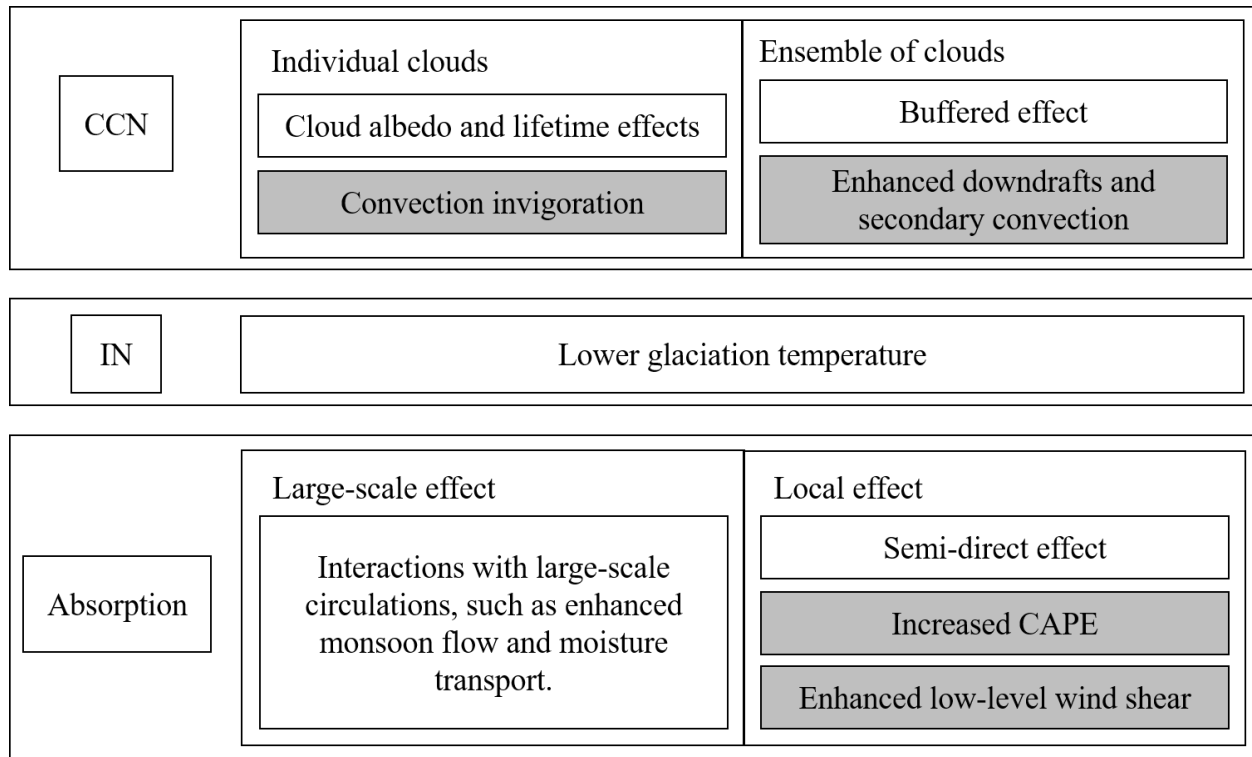 CCN
Individual clouds
Cloud albedo and lifetime effects
Convection invigoration
Ensemble of clouds
Buffered effect
Enhanced downdrafts and
secondary convection
IN
Lower glaciation temperature
Absorption
Large-scale effect
Interactions with large-scale
circulations, such as enhanced
monsoon flow and moisture
transport.
Local effect
Semi-direct effect
Increased CAPE
Enhanced low-level wind shear